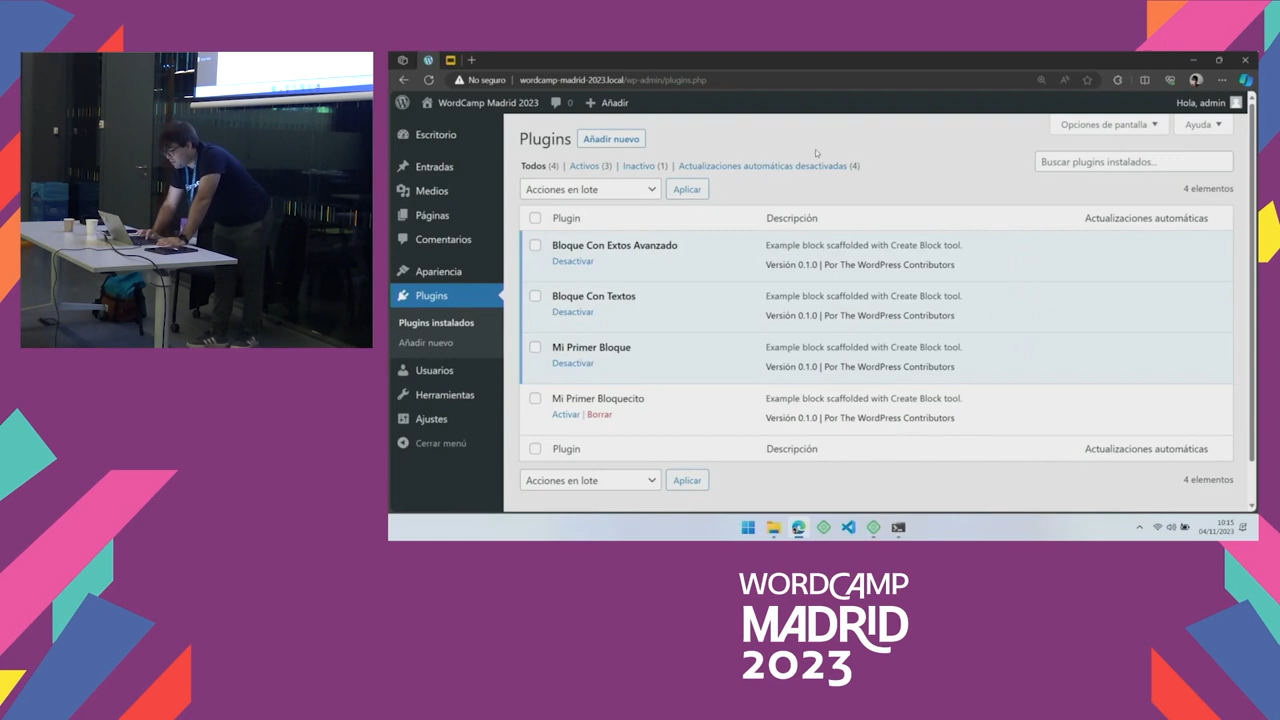 No seguro
wordcamp-madrid-2023.local/wp-admin/plugins.php
WordCamp Madrid 2023
0
Añadir
Hola, admin
Escritorio
Entradas
Medios
Páginas
Comentarios
Apariencia
Plugins
Plugins instalados
Añadir nuevo
Usuarios
Herramientas
Ajustes
Cerrar menú
Opciones de pantalla
Ayuda
Plugins
Añadir nuevo
Todos (4) | Activos (3) | Inactivo (1) | Actualizaciones automáticas desactivadas (4)
Buscar plugins instalados...
Acciones en lote
Aplicar
4 elementos
Plugin
Descripción
Actualizaciones automáticas
Bloque Con Extos Avanzado
Desactivar
Example block scaffolded with Create Block tool.
Versión 0.1.0 | Por The WordPress Contributors
Bloque Con Textos
Desactivar
Example block scaffolded with Create Block tool.
Versión 0.1.0 | Por The WordPress Contributors
Mi Primer Bloque
Desactivar
Example block scaffolded with Create Block tool.
Versión 0.1.0 | Por The WordPress Contributors
Mi Primer Bloquecito
Activar | Borrar
Example block scaffolded with Create Block tool.
Versión 0.1.0 | Por The WordPress Contributors
Plugin
Descripción
Actualizaciones automáticas
Acciones en lote
Aplicar
4 elementos
10:15
04/11/2023
WORDCAMP
MADRID
2023